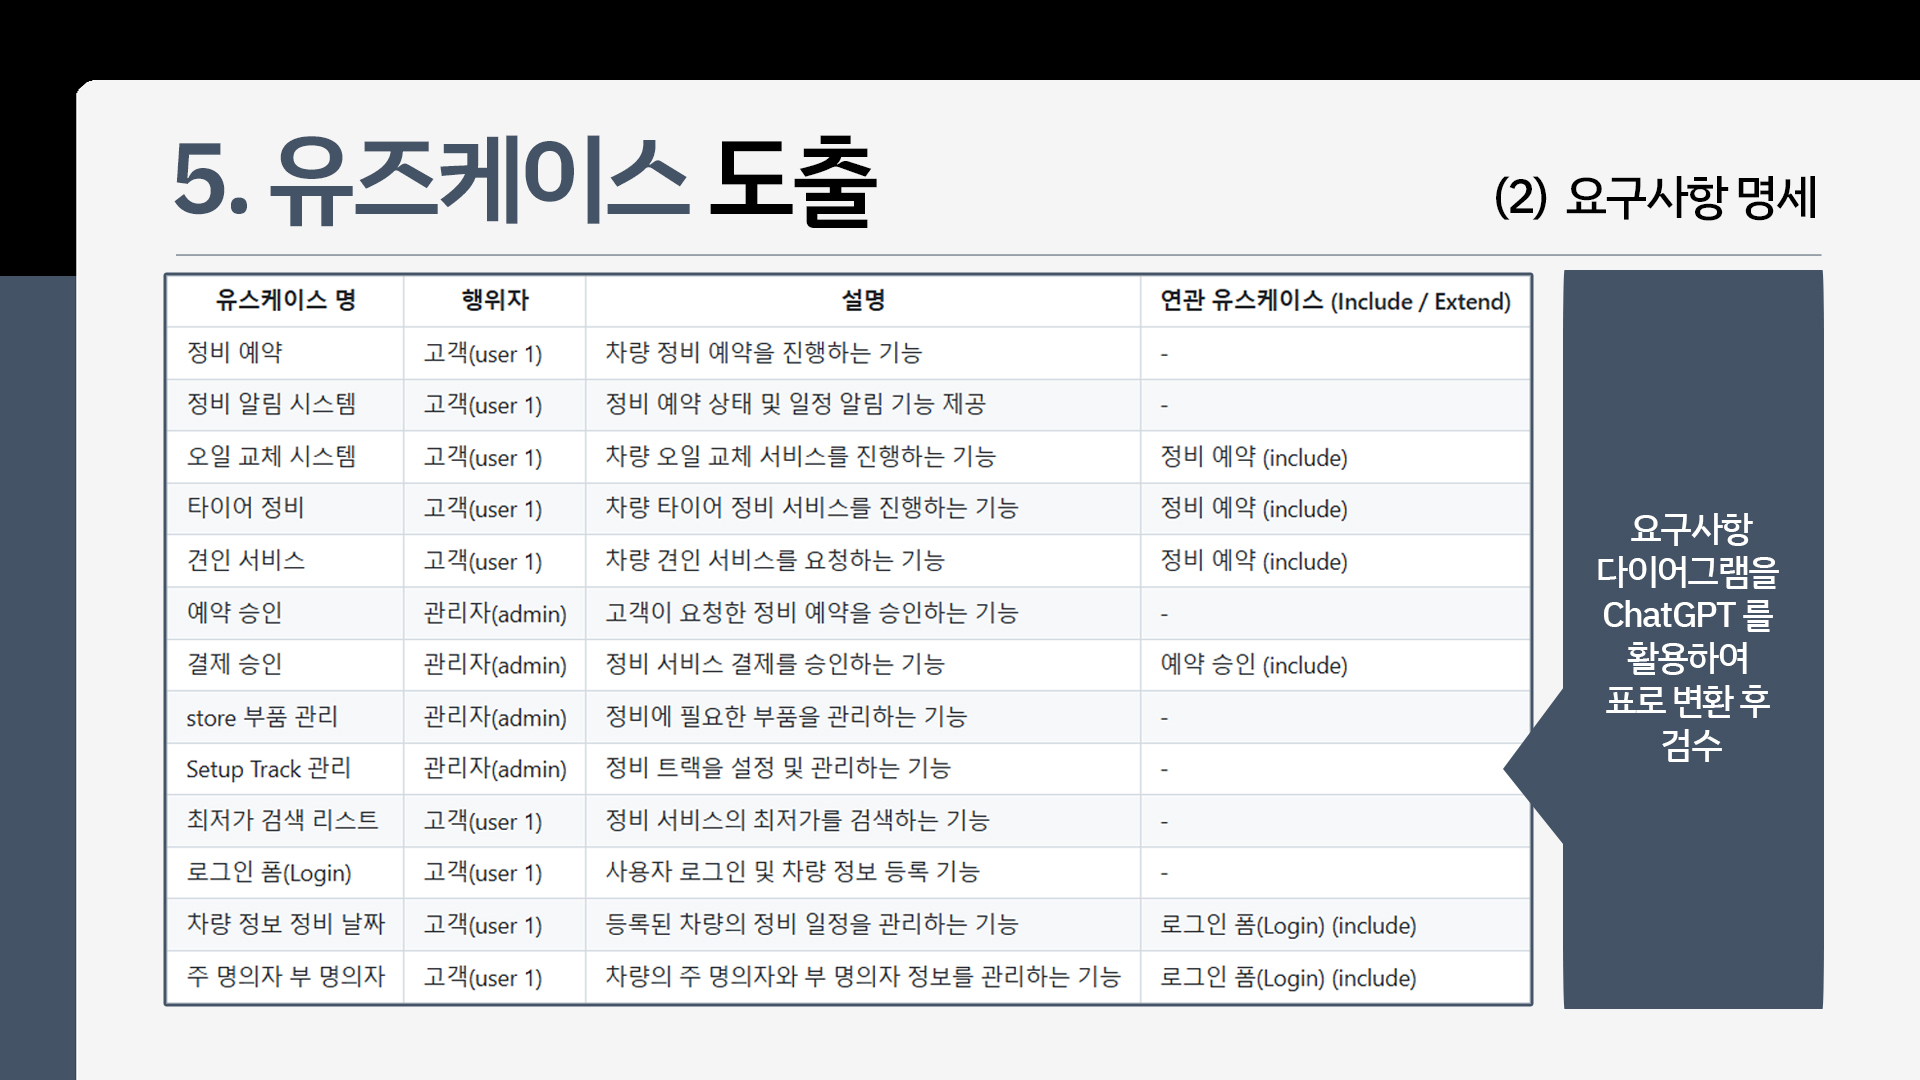 5. 유즈케이스 도출
(2) 요구사항 명세
유스케이스 명 행위자 설명 연관 유스케이스 (Include / Extend)
정비 예약 고객(user 1) 차량 정비 예약을 진행하는 기능 -
정비 알림 시스템 고객(user 1) 정비 예약 상태 및 일정 알림 기능 제공 -
오일 교체 시스템 고객(user 1) 차량 오일 교체 서비스를 진행하는 기능 정비 예약 (include)
타이어 정비 고객(user 1) 차량 타이어 정비 서비스를 진행하는 기능 정비 예약 (include)
견인 서비스 고객(user 1) 차량 견인 서비스를 요청하는 기능 정비 예약 (include)
예약 승인 관리자(admin) 고객이 요청한 정비 예약을 승인하는 기능 -
결제 승인 관리자(admin) 정비 서비스 결제를 승인하는 기능 예약 승인 (include)
store 부품 관리 관리자(admin) 정비에 필요한 부품을 관리하는 기능 -
Setup Track 관리 관리자(admin) 정비 트랙을 설정 및 관리하는 기능 -
최저가 검색 리스트 고객(user 1) 정비 서비스의 최저가를 검색하는 기능 -
로그인 폼(Login) 고객(user 1) 사용자 로그인 및 차량 정보 등록 기능 -
차량 정보 정비 날짜 고객(user 1) 등록된 차량의 정비 일정을 관리하는 기능 로그인 폼(Login) (include)
주 명의자 부 명의자 고객(user 1) 차량의 주 명의자와 부 명의자 정보를 관리하는 기능 로그인 폼(Login) (include)
요구사항
다이어그램을
ChatGPT 를
활용하여
표로 변환 후
검수